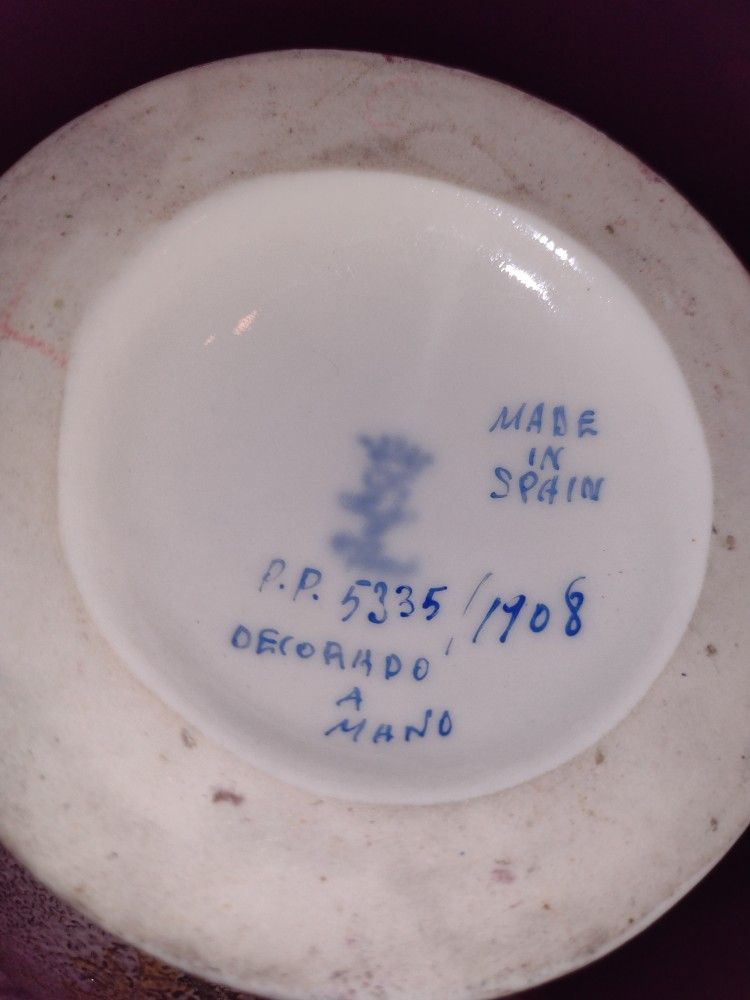 MADE
IN
SPAIN
P.P. 5335/1908
DECORADO
A
MANO